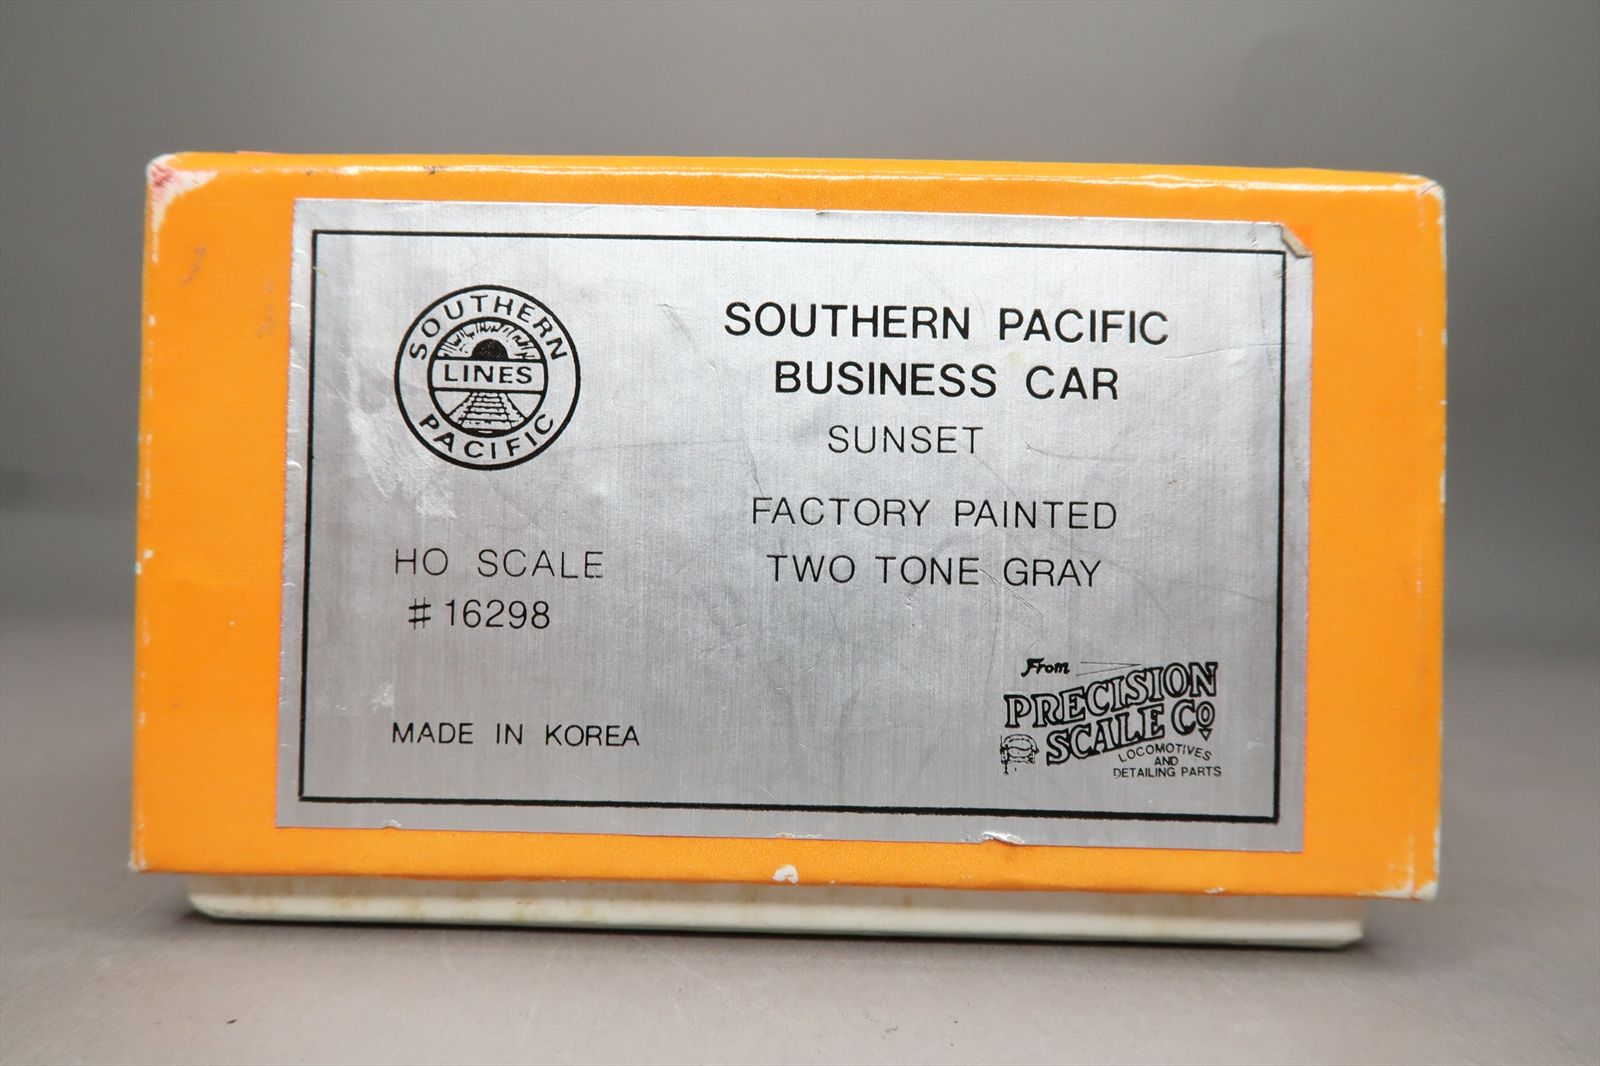 SOUTHERN PACIFIC
LINES
SOUTHERN PACIFIC
BUSINESS CAR
SUNSET
FACTORY PAINTED
TWO TONE GRAY
HO SCALE
#16298
MADE IN KOREA
From
PRECISION
SCALE CO
LOCOMOTIVES
AND
DETAILING PARTS